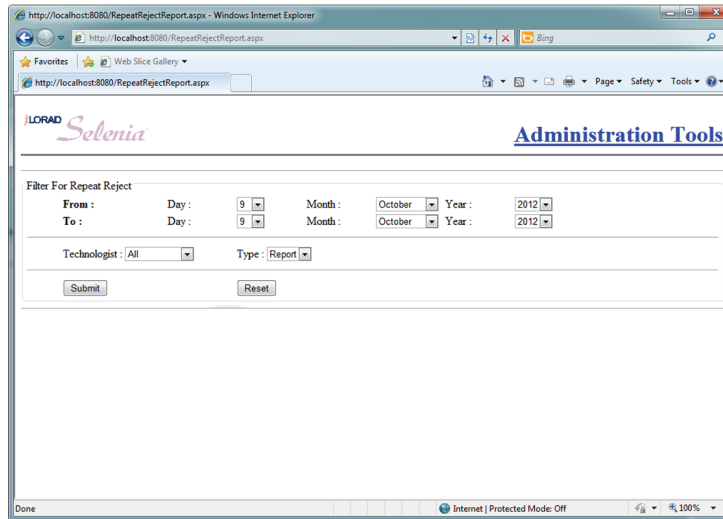 http://localhost:8080/RepeatRejectReport.aspx - Windows Internet Explorer
http://localhost:8080/RepeatRejectReport.aspx Bing
Favorites Web Slice Gallery
http://localhost:8080/RepeatRejectReport.aspx Page Safety Tools
LORAD Selenia
Administration Tools
Filter For Repeat Reject
From : Day : 9 Month : October Year : 2012
To : Day : 9 Month : October Year : 2012
Technologist : All Type : Report
Submit Reset
Done Internet | Protected Mode: Off 100%